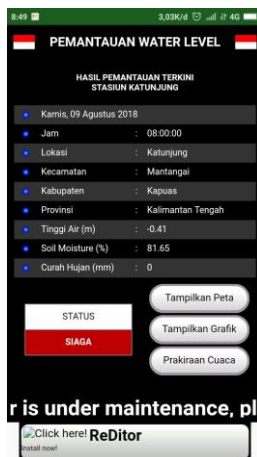 8:49 3,03K/d 4G
PEMANTAUAN WATER LEVEL
HASIL PEMANTAUAN TERKINI
STASIUN KATUNJUNG
Kamis, 09 Agustus 2018
Jam : 08:00:00
Lokasi : Katunjung
Kecamatan : Mantangai
Kabupaten : Kapuas
Provinsi : Kalimantan Tengah
Tinggi Air (m) : -0.41
Soil Moisture (%) : 81.65
Curah Hujan (mm) : 0
Tampilkan Peta
STATUS
Tampilkan Grafik
SIAGA
Prakiraan Cuaca
r is under maintenance, pl
Click here! ReDitor
Install now!